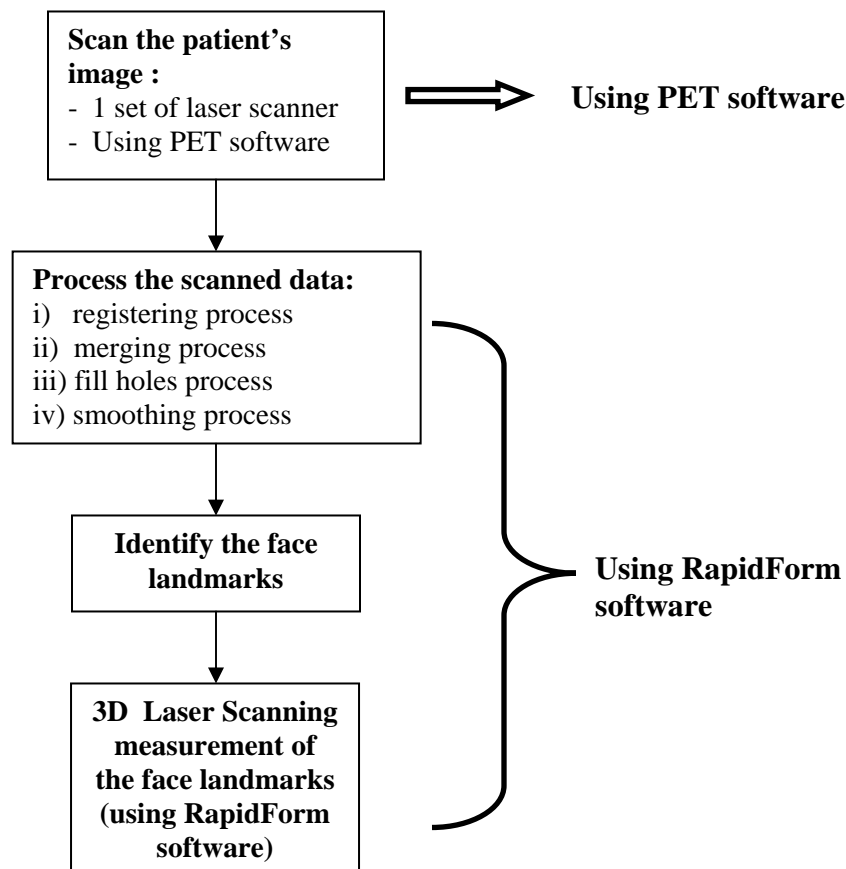 Scan the patient's
image :
- 1 set of laser scanner
- Using PET software
Using PET software
Process the scanned data:
i) registering process
ii) merging process
iii) fill holes process
iv) smoothing process
Identify the face
landmarks
Using RapidForm
software
3D Laser Scanning
measurement of
the face landmarks
(using RapidForm
software)